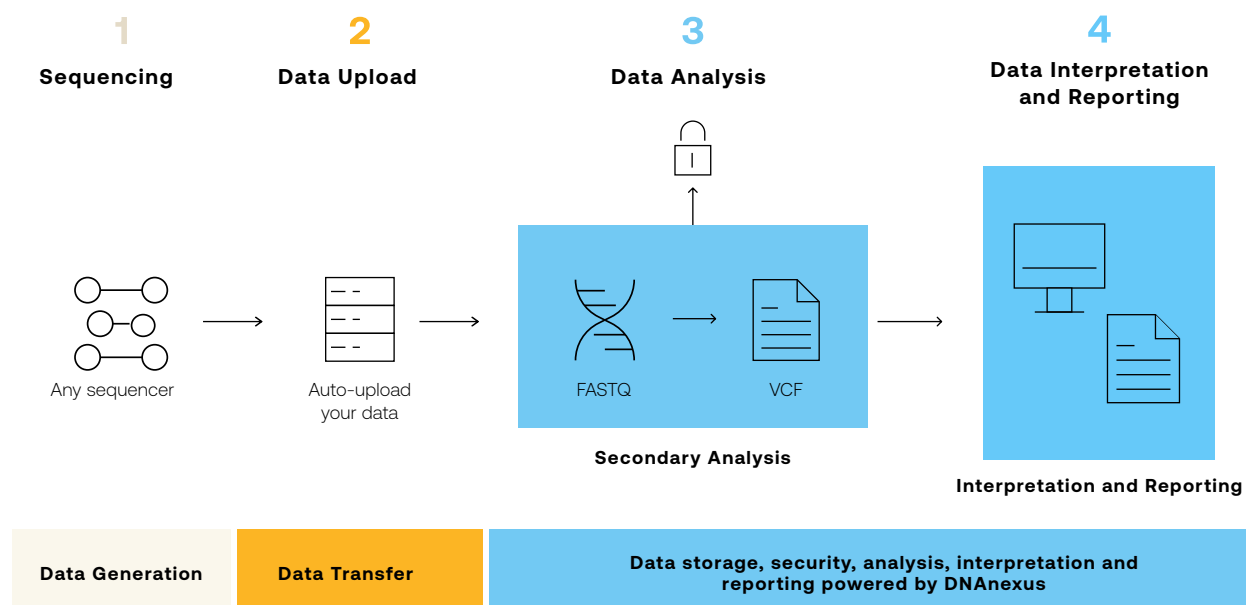 1
Sequencing
2
Data Upload
3
Data Analysis
4
Data Interpretation
and Reporting
Any sequencer
Auto-upload
your data
FASTQ
VCF
Secondary Analysis
Interpretation and Reporting
Data Generation
Data Transfer
Data storage, security, analysis, interpretation and
reporting powered by DNAnexus